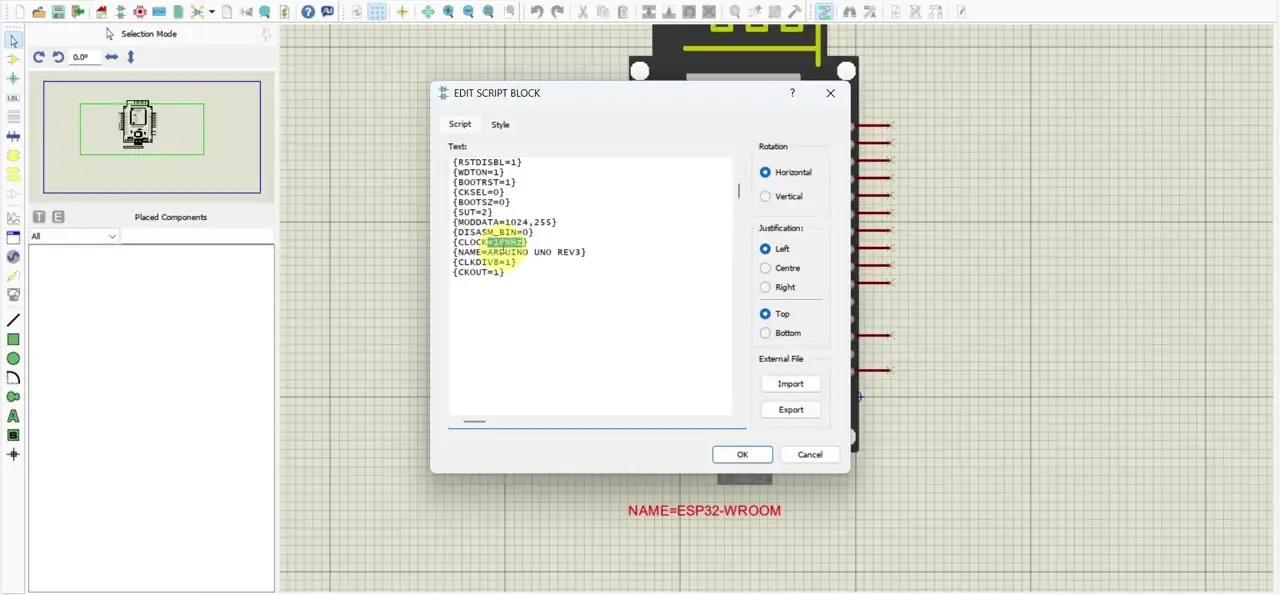 Selection Mode
0.0°
LBL
T E Placed Components
All
EDIT SCRIPT BLOCK
?
Script Style
Text:
{RSTDISBL=1}
{WDTON=1}
{BOOTRST=1}
{CKSEL=0}
{BOOTSZ=0}
{SUT=2}
{MODDATA=1024,255}
{DISASM_BIN=0}
{CLOCK=16MHZ}
{NAME=ARDUINO UNO REV3}
{CLKDIV8=1}
{CKOUT=1}
Rotation
Horizontal
Vertical
Justification:
Left
Centre
Right
Top
Bottom
External File
Import
Export
OK Cancel
NAME=ESP32-WROOM